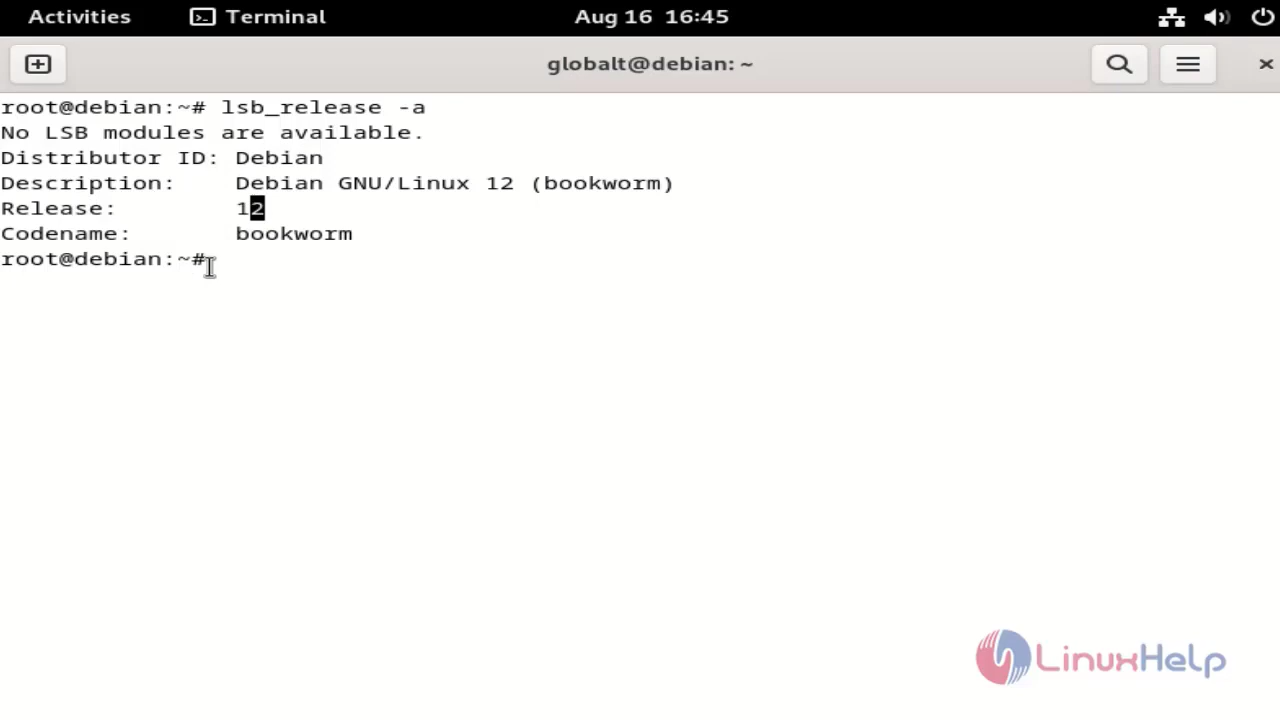 Activities Terminal Aug 16 16:45
globalt@debian: ~
root@debian:~# lsb_release -a
No LSB modules are available.
Distributor ID: Debian
Description: Debian GNU/Linux 12 (bookworm)
Release: 12
Codename: bookworm
root@debian:~#
LinuxHelp